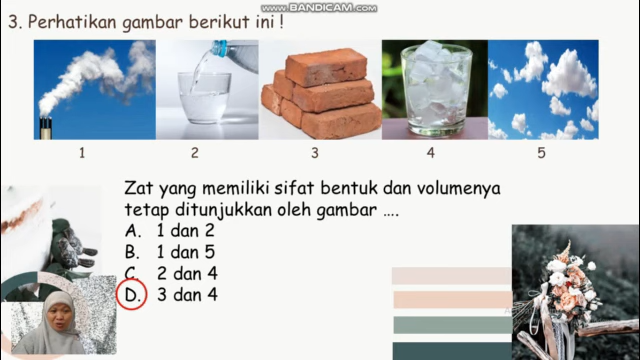 www.BANDICAM.com
3. Perhatikan gambar berikut ini !
1
2
3
4
5
Zat yang memiliki sifat bentuk dan volumenya
tetap ditunjukkan oleh gambar ....
A. 1 dan 2
B. 1 dan 5
C. 2 dan 4
D. 3 dan 4